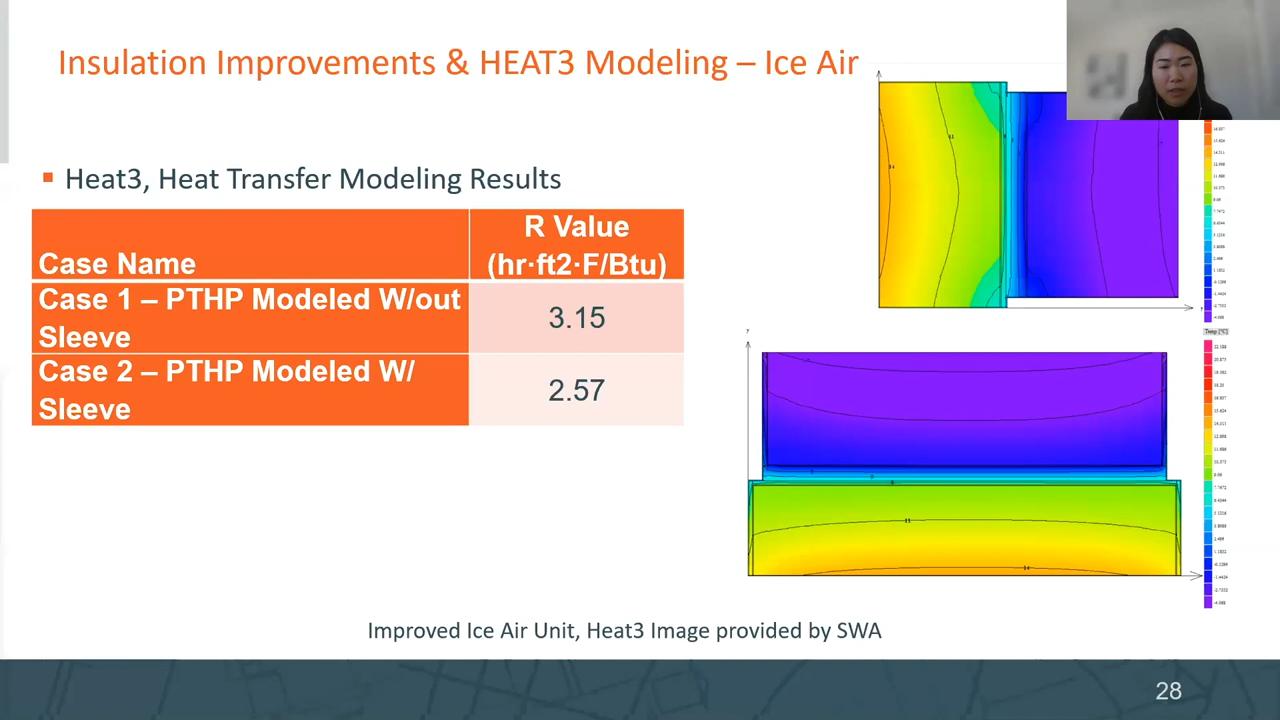 Insulation Improvements & HEAT3 Modeling – Ice Air
Heat3, Heat Transfer Modeling Results
Case Name
R Value
(hr·ft2·F/Btu)
Case 1 – PTHP Modeled W/out
Sleeve
3.15
Case 2 – PTHP Modeled W/
Sleeve
2.57
11
14
Improved Ice Air Unit, Heat3 Image provided by SWA
28